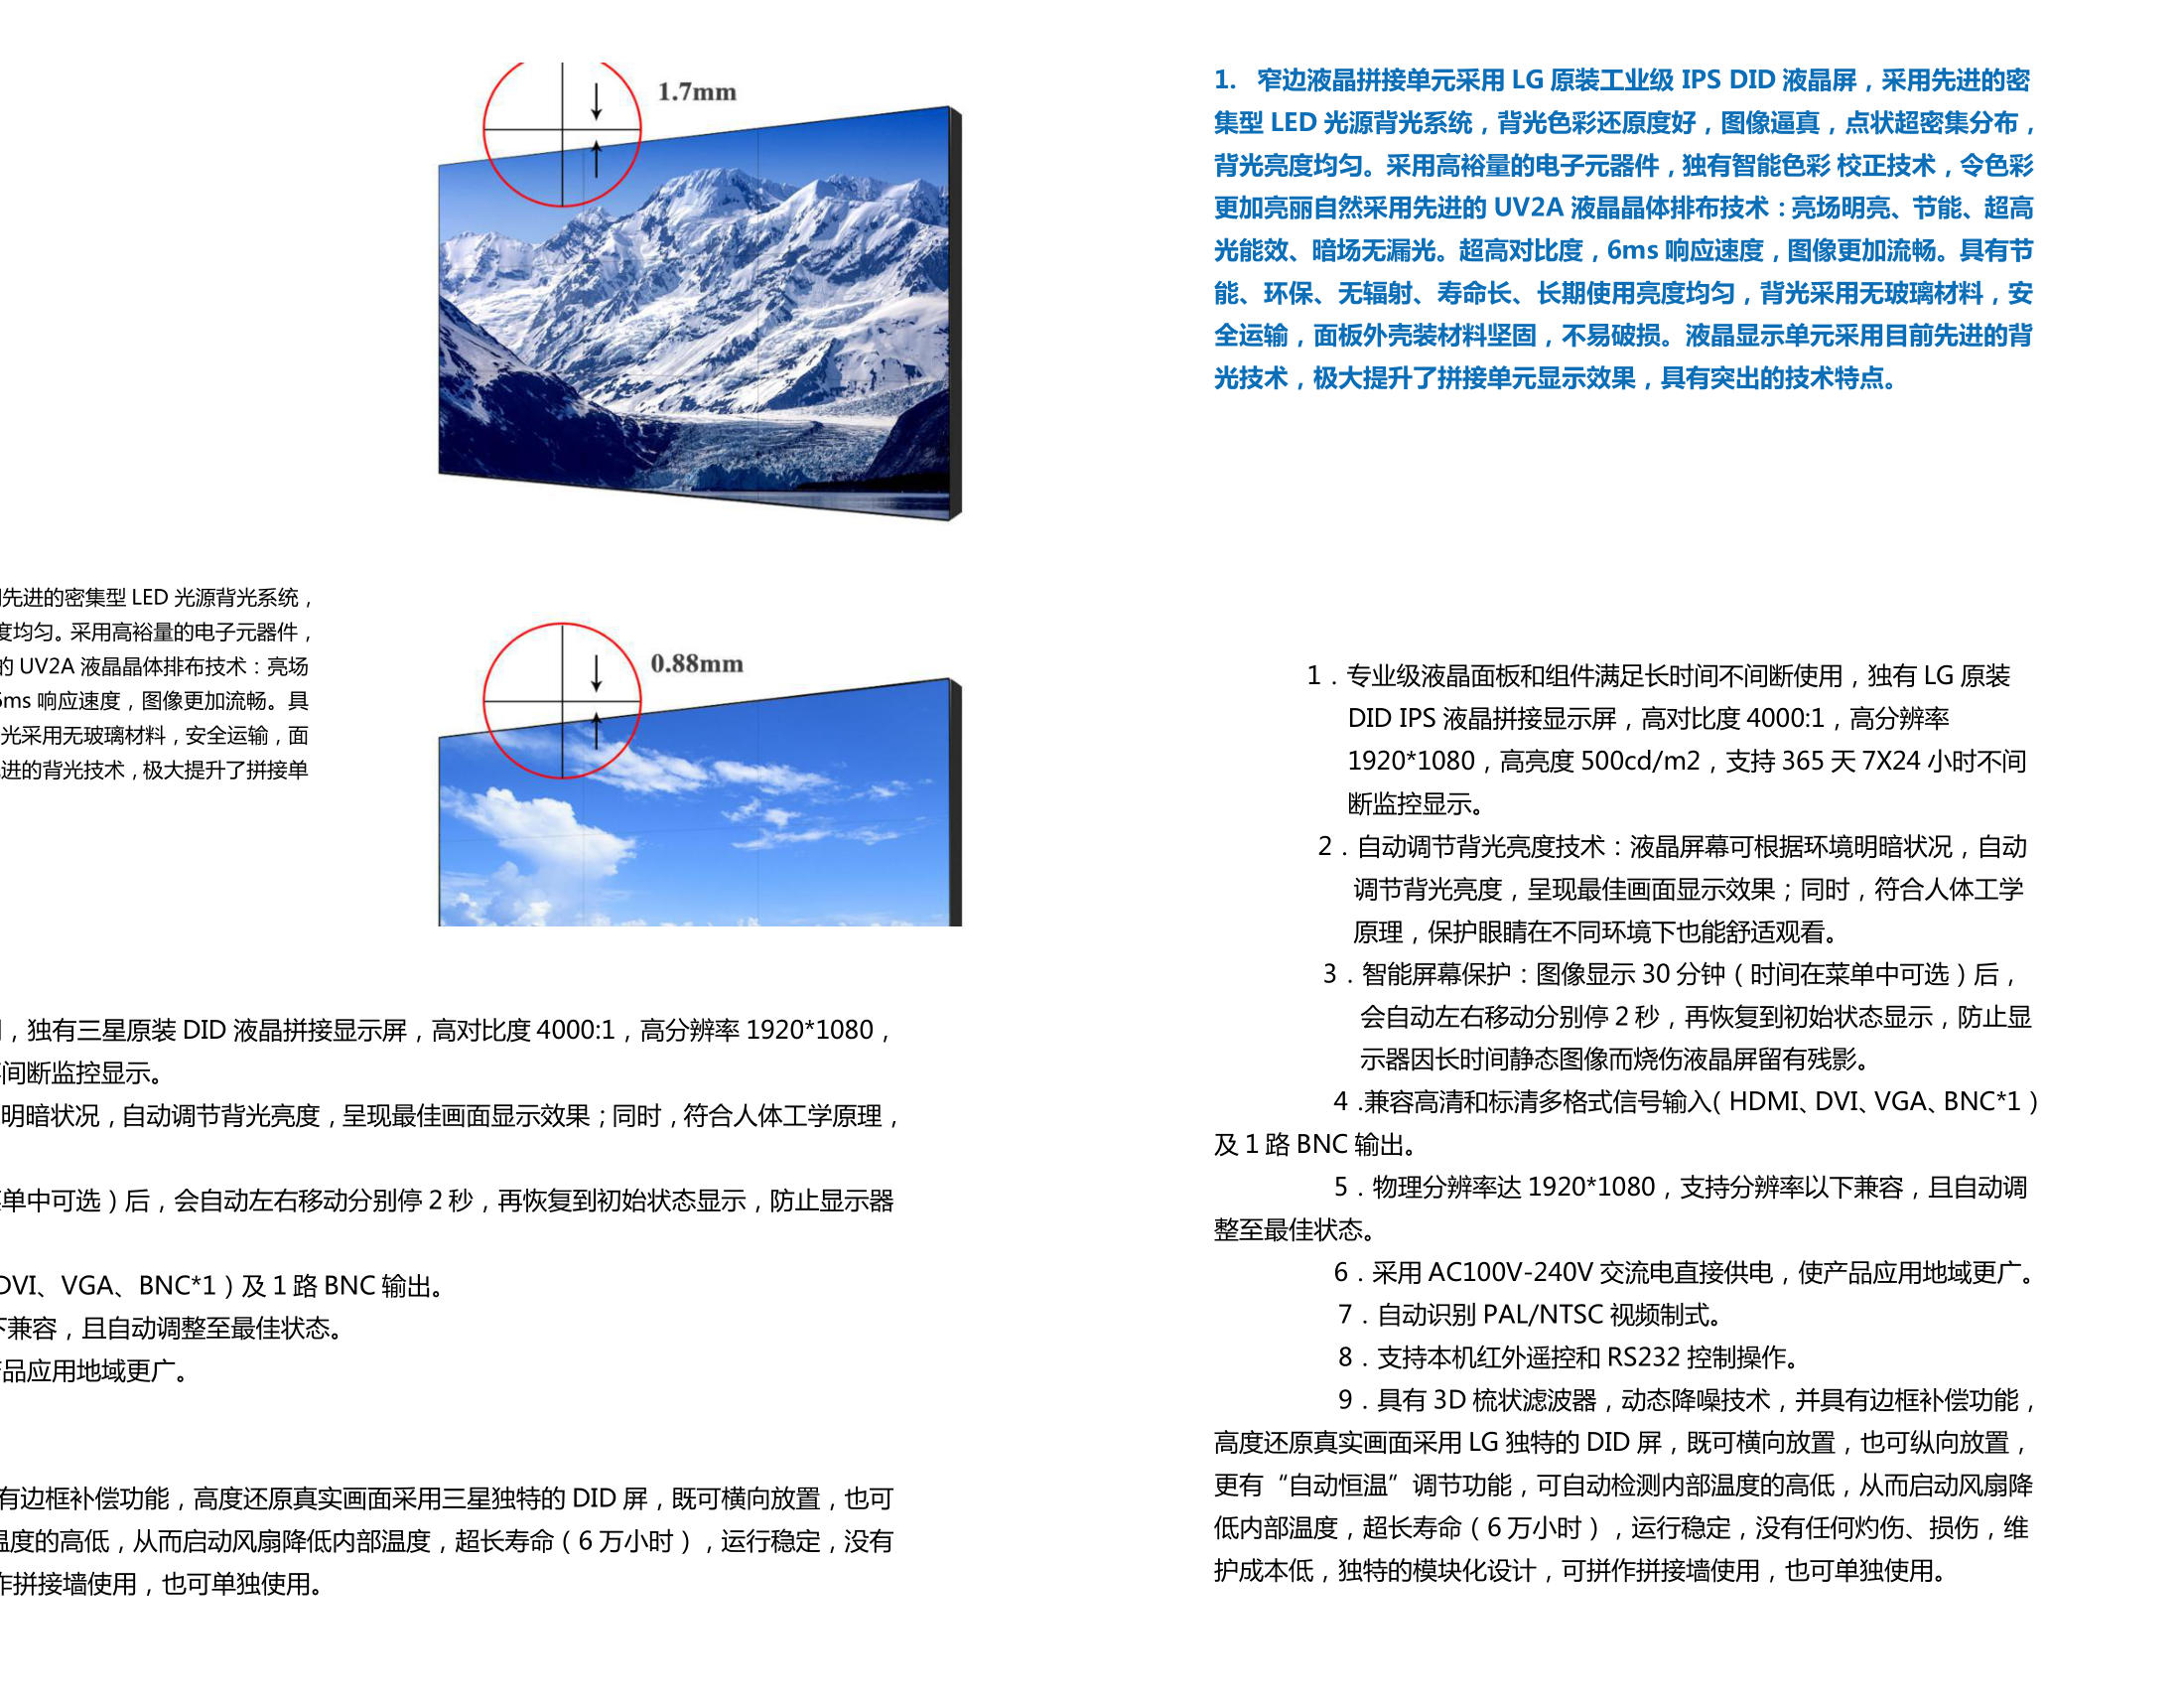 1.7mm
先进的密集型 LED 光源背光系统，
度均匀。采用高裕量的电子元器件，
的 UV2A 液晶晶体排布技术：亮场
6ms 响应速度，图像更加流畅。具
光采用无玻璃材料，安全运输，面
进的背光技术，极大提升了拼接单
0.88mm
，独有三星原装 DID 液晶拼接显示屏，高对比度 4000:1，高分辨率 1920*1080，
间断监控显示。
明暗状况，自动调节背光亮度，呈现最佳画面显示效果；同时，符合人体工学原理，
单中可选）后，会自动左右移动分别停 2 秒，再恢复到初始状态显示，防止显示器
DVI、VGA、BNC*1）及 1 路 BNC 输出。
下兼容，且自动调整至最佳状态。
品应用地域更广。
有边框补偿功能，高度还原真实画面采用三星独特的 DID 屏，既可横向放置，也可
温度的高低，从而启动风扇降低内部温度，超长寿命（6 万小时），运行稳定，没有
作拼接墙使用，也可单独使用。
1. 窄边液晶拼接单元采用 LG 原装工业级 IPS DID 液晶屏，采用先进的密
集型 LED 光源背光系统，背光色彩还原度好，图像逼真，点状超密集分布，
背光亮度均匀。采用高裕量的电子元器件，独有智能色彩 校正技术，令色彩
更加亮丽自然采用先进的 UV2A 液晶晶体排布技术：亮场明亮、节能、超高
光能效、暗场无漏光。超高对比度，6ms 响应速度，图像更加流畅。具有节
能、环保、无辐射、寿命长、长期使用亮度均匀，背光采用无玻璃材料，安
全运输，面板外壳装材料坚固，不易破损。液晶显示单元采用目前先进的背
光技术，极大提升了拼接单元显示效果，具有突出的技术特点。
1．专业级液晶面板和组件满足长时间不间断使用，独有 LG 原装
DID IPS 液晶拼接显示屏，高对比度 4000:1，高分辨率
1920*1080，高亮度 500cd/m2，支持 365 天 7X24 小时不间
断监控显示。
2．自动调节背光亮度技术：液晶屏幕可根据环境明暗状况，自动
调节背光亮度，呈现最佳画面显示效果；同时，符合人体工学
原理，保护眼睛在不同环境下也能舒适观看。
3．智能屏幕保护：图像显示 30 分钟（时间在菜单中可选）后，
会自动左右移动分别停 2 秒，再恢复到初始状态显示，防止显
示器因长时间静态图像而烧伤液晶屏留有残影。
4 .兼容高清和标清多格式信号输入（HDMI、DVI、VGA、BNC*1）
及 1 路 BNC 输出。
5．物理分辨率达 1920*1080，支持分辨率以下兼容，且自动调
整至最佳状态。
6．采用 AC100V-240V 交流电直接供电，使产品应用地域更广。
7．自动识别 PAL/NTSC 视频制式。
8．支持本机红外遥控和 RS232 控制操作。
9．具有 3D 梳状滤波器，动态降噪技术，并具有边框补偿功能，
高度还原真实画面采用 LG 独特的 DID 屏，既可横向放置，也可纵向放置，
更有“自动恒温”调节功能，可自动检测内部温度的高低，从而启动风扇降
低内部温度，超长寿命（6 万小时），运行稳定，没有任何灼伤、损伤，维
护成本低，独特的模块化设计，可拼作拼接墙使用，也可单独使用。